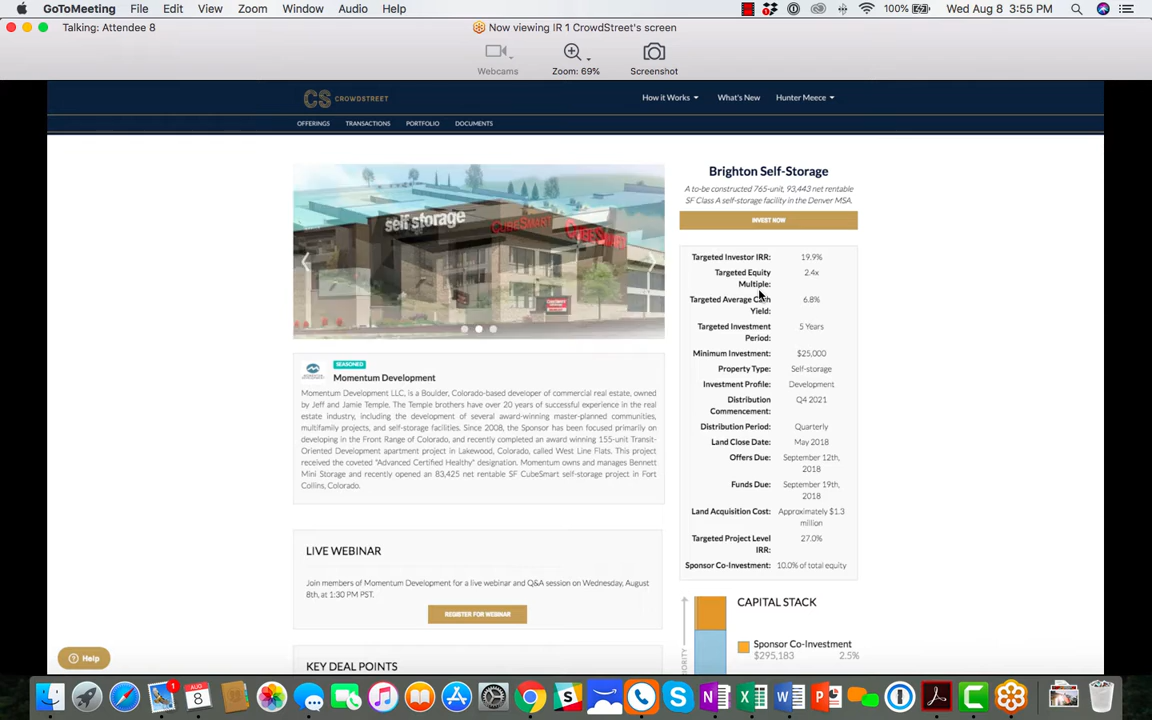 GoToMeeting File Edit View Zoom Window Audio Help 100% Wed Aug 8 3:55 PM
Talking: Attendee 8
Now viewing IR 1 CrowdStreet's screen
Webcams Zoom: 69% Screenshot
CS CROWDSTREET
How it Works What's New Hunter Meece
OFFERINGS TRANSACTIONS PORTFOLIO DOCUMENTS
self storage CUBESMART CUBESMART
SEASONED
Momentum Development
Momentum Development LLC, is a Boulder, Colorado-based developer of commercial real estate, owned
by Jeff and Jamie Temple. The Temple brothers have over 20 years of successful experience in the real
estate industry, including the development of several award-winning master-planned communities,
multifamily projects, and self-storage facilities. Since 2008, the Sponsor has been focused primarily on
developing in the Front Range of Colorado, and recently completed an award winning 155-unit Transit-
Oriented Development apartment project in Lakewood, Colorado, called West Line Flats. This project
received the coveted "Advanced Certified Healthy" designation. Momentum owns and manages Bennett
Mini Storage and recently opened an 83,425 net rentable SF CubeSmart self-storage project in Fort
Collins, Colorado.
LIVE WEBINAR
Join members of Momentum Development for a live webinar and Q&A session on Wednesday, August
8th, at 1:30 PM PST.
REGISTER FOR WEBINAR
KEY DEAL POINTS
Help
Brighton Self-Storage
A to-be constructed 765-unit, 93,443 net rentable
SF Class A self-storage facility in the Denver MSA.
INVEST NOW
Targeted Investor IRR: 19.9%
Targeted Equity 2.4x
Multiple:
Targeted Average Cash 6.8%
Yield:
Targeted Investment 5 Years
Period:
Minimum Investment: $25,000
Property Type: Self-storage
Investment Profile: Development
Distribution Q4 2021
Commencement:
Distribution Period: Quarterly
Land Close Date: May 2018
Offers Due: September 12th,
2018
Funds Due: September 19th,
2018
Land Acquisition Cost: Approximately $1.3
million
Targeted Project Level 27.0%
IRR:
Sponsor Co-Investment: 10.0% of total equity
CAPITAL STACK
Sponsor Co-Investment
$295,183 2.5%